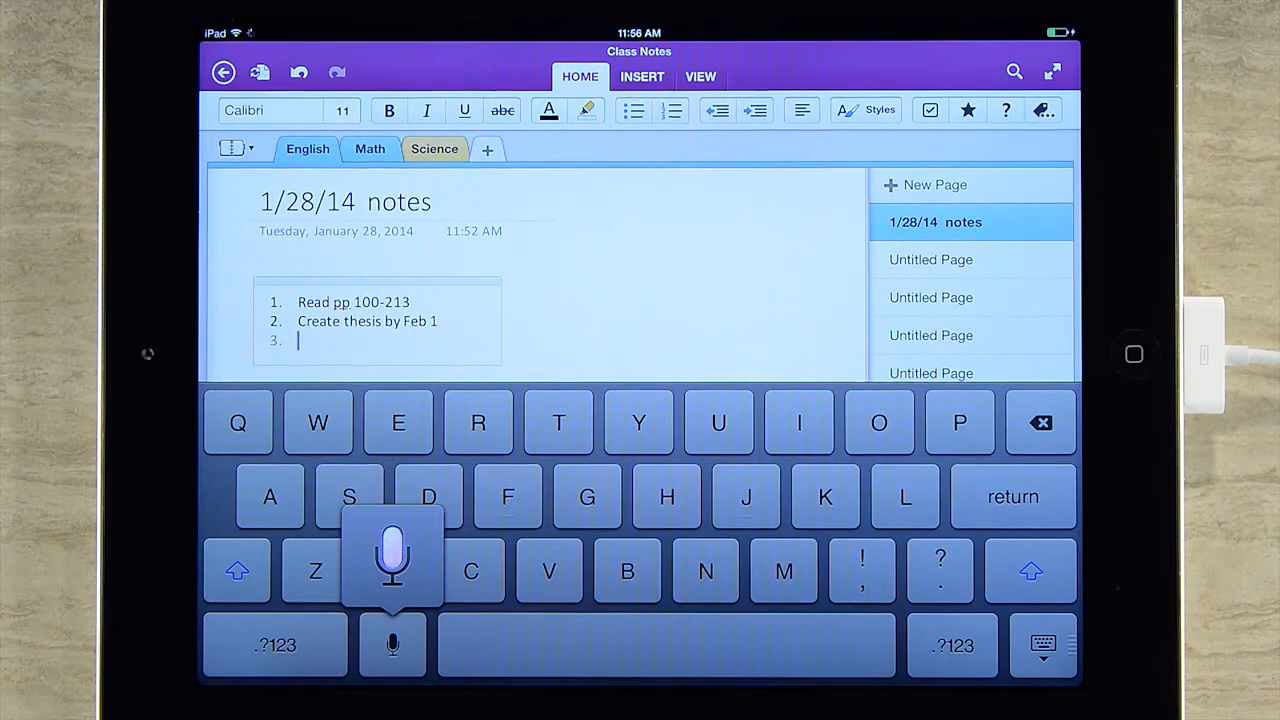 iPad 11:56 AM
Class Notes
HOME INSERT VIEW
Calibri 11 B I U abc A Styles ?
English Math Science +
1/28/14 notes
Tuesday, January 28, 2014 11:52 AM
1. Read pp 100-213
2. Create thesis by Feb 1
3.
New Page
1/28/14 notes
Untitled Page
Untitled Page
Untitled Page
Untitled Page
Q W E R T Y U I O P
A S D F G H J K L return
Z C V B N M ! , ? .
.?123 .?123